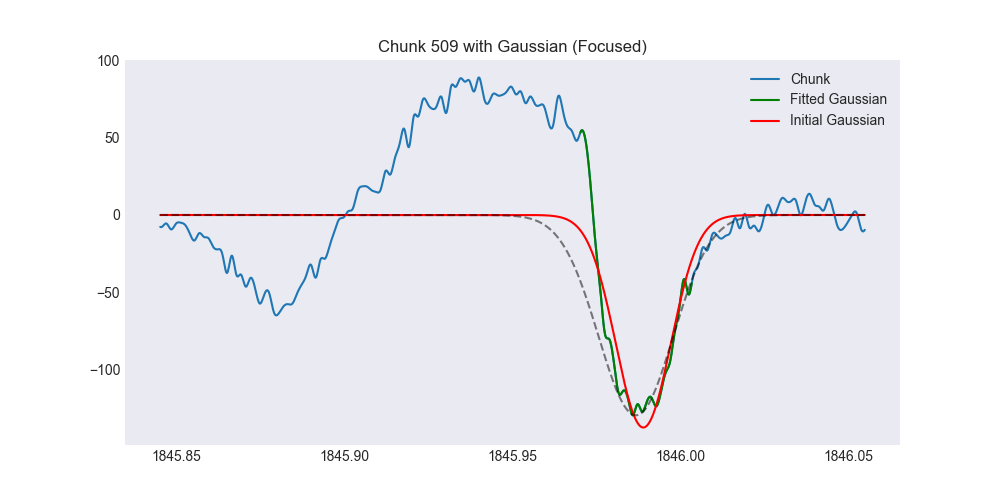 Chunk 509 with Gaussian (Focused)
Chunk
Fitted Gaussian
Initial Gaussian
100
50
0
−50
−100
1845.85 1845.90 1845.95 1846.00 1846.05